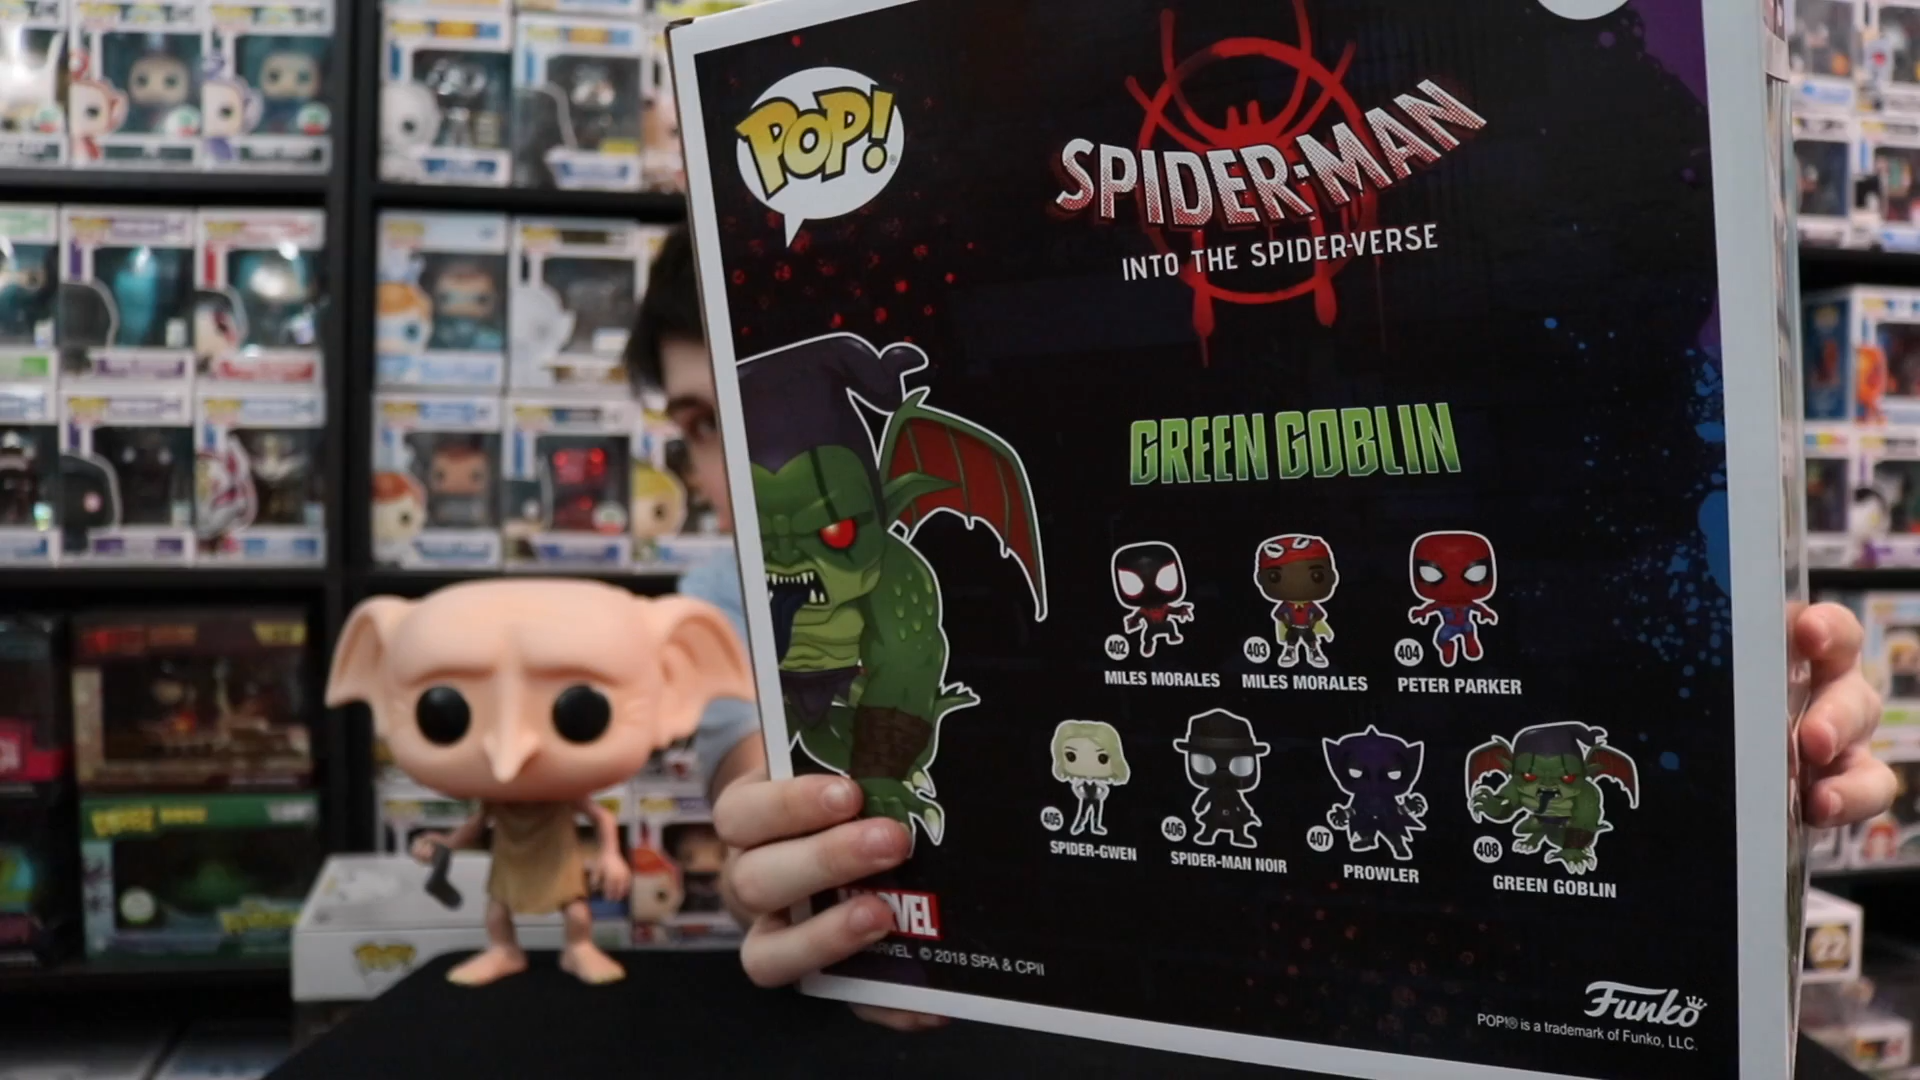 POP!
SPIDER-MAN
INTO THE SPIDER-VERSE
GREEN GOBLIN
402
MILES MORALES
403
MILES MORALES
404
PETER PARKER
405
SPIDER-GWEN
406
SPIDER-MAN NOIR
407
PROWLER
408
GREEN GOBLIN
© 2018 SPA & CPII
Funko
POP!® is a trademark of Funko, LLC.
POP!
22